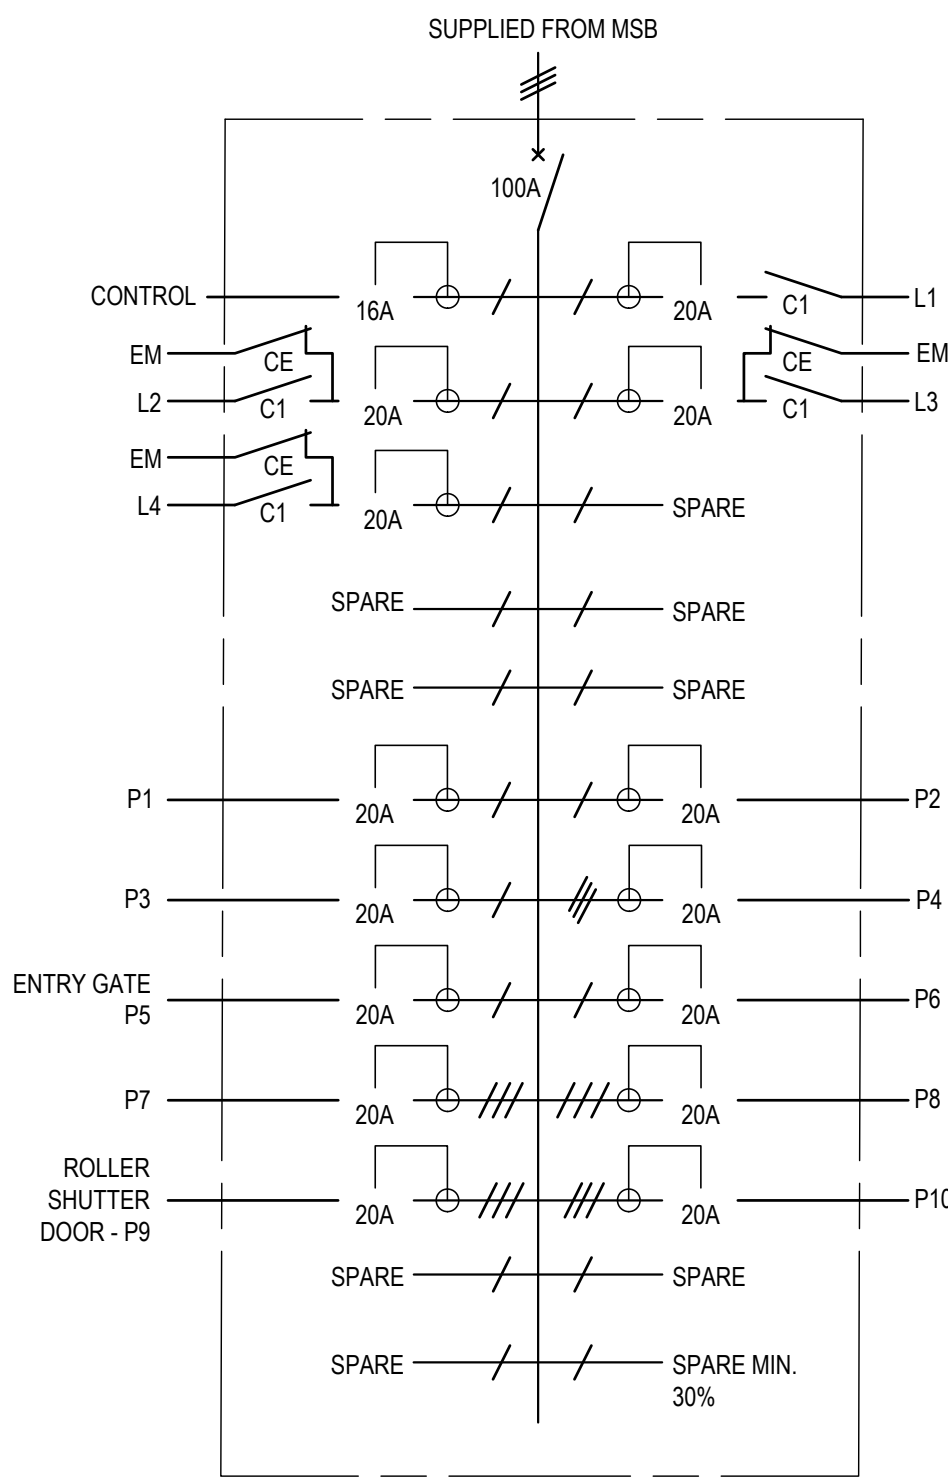 SUPPLIED FROM MSB
100A
CONTROL
16A
20A
C1
L1
EM
CE
CE
EM
L2
C1
20A
20A
C1
L3
EM
CE
L4
C1
20A
SPARE
SPARE
SPARE
SPARE
SPARE
P1
20A
20A
P2
P3
20A
20A
P4
ENTRY GATE
P5
20A
20A
P6
P7
20A
20A
P8
ROLLER
SHUTTER
DOOR - P9
20A
20A
P10
SPARE
SPARE
SPARE
SPARE MIN.
30%